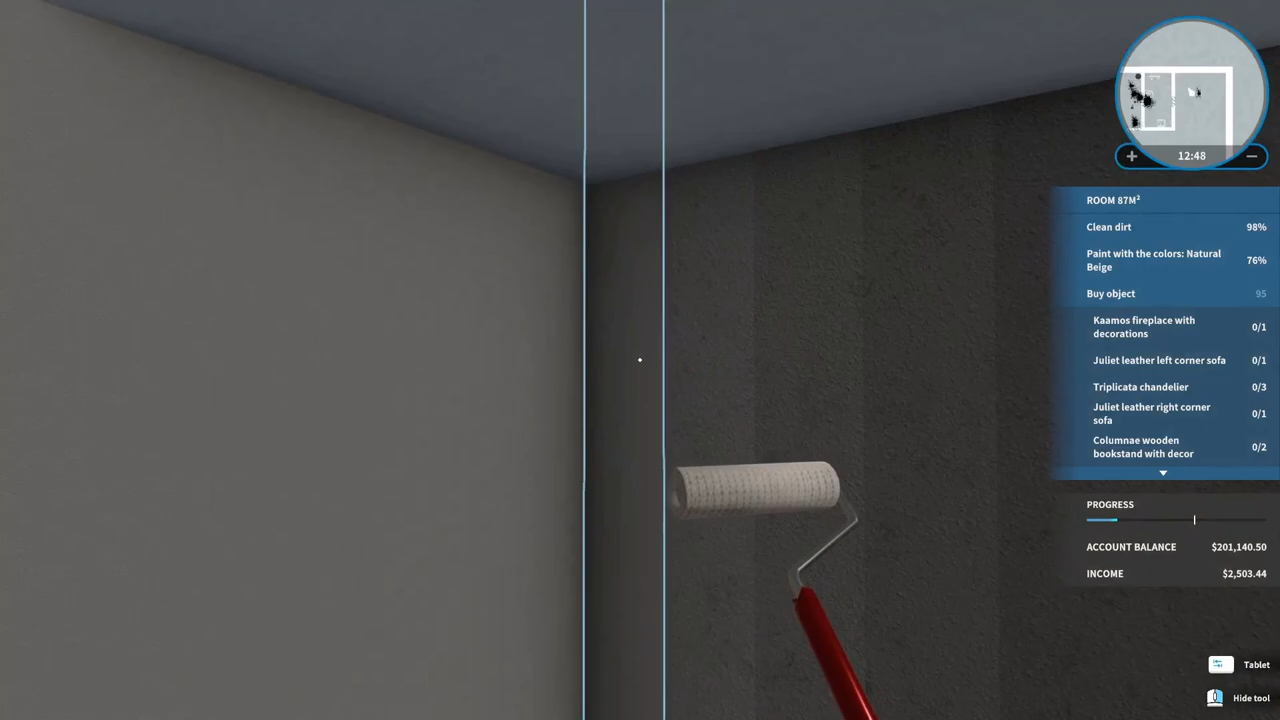 12:48
ROOM 87M²
Clean dirt 98%
Paint with the colors: Natural
Beige 76%
Buy object 95
Kaamos fireplace with
decorations 0/1
Juliet leather left corner sofa 0/1
Triplicata chandelier 0/3
Juliet leather right corner
sofa 0/1
Columnae wooden
bookstand with decor 0/2
PROGRESS
ACCOUNT BALANCE $201,140.50
INCOME $2,503.44
Tablet
Hide tool